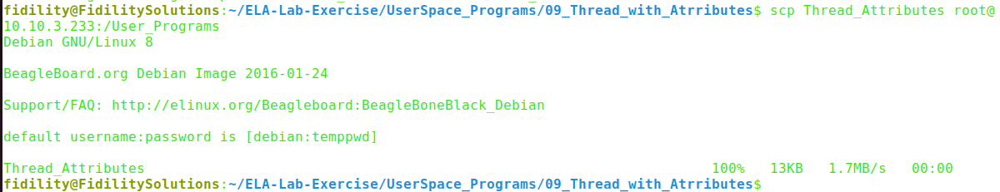 fidility@FidilitySolutions:~/ELA-Lab-Exercise/UserSpace_Programs/09_Thread_with_Atrributes$ scp Thread_Attributes root@
10.10.3.233:/User_Programs
Debian GNU/Linux 8
BeagleBoard.org Debian Image 2016-01-24
Support/FAQ: http://elinux.org/Beagleboard:BeagleBoneBlack_Debian
default username:password is [debian:temppwd]
Thread_Attributes 100% 13KB 1.7MB/s 00:00
fidility@FidilitySolutions:~/ELA-Lab-Exercise/UserSpace_Programs/09_Thread_with_Atrributes$